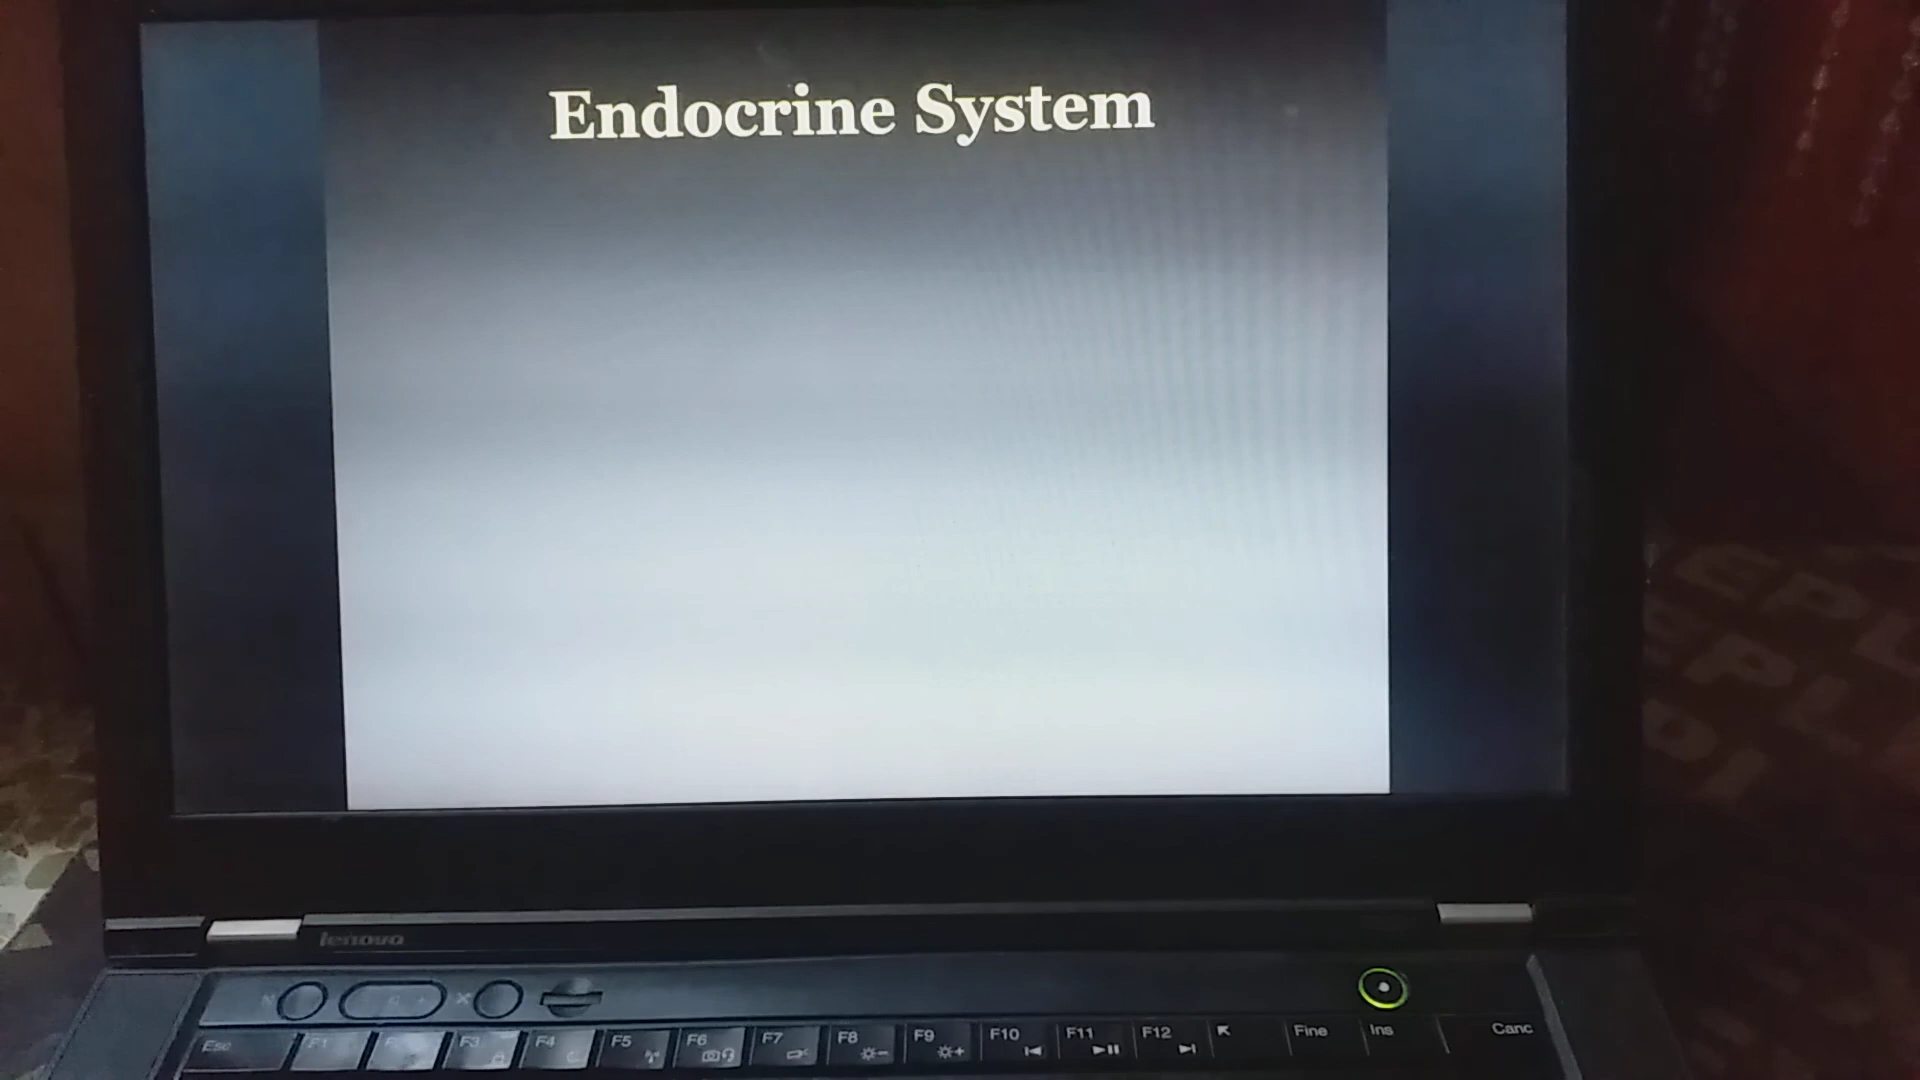 Endocrine System
lenovo
Esc F1 F3 F4 F5 F6 F7 F8 F9 F10 F11 F12 Fine Ins Canc